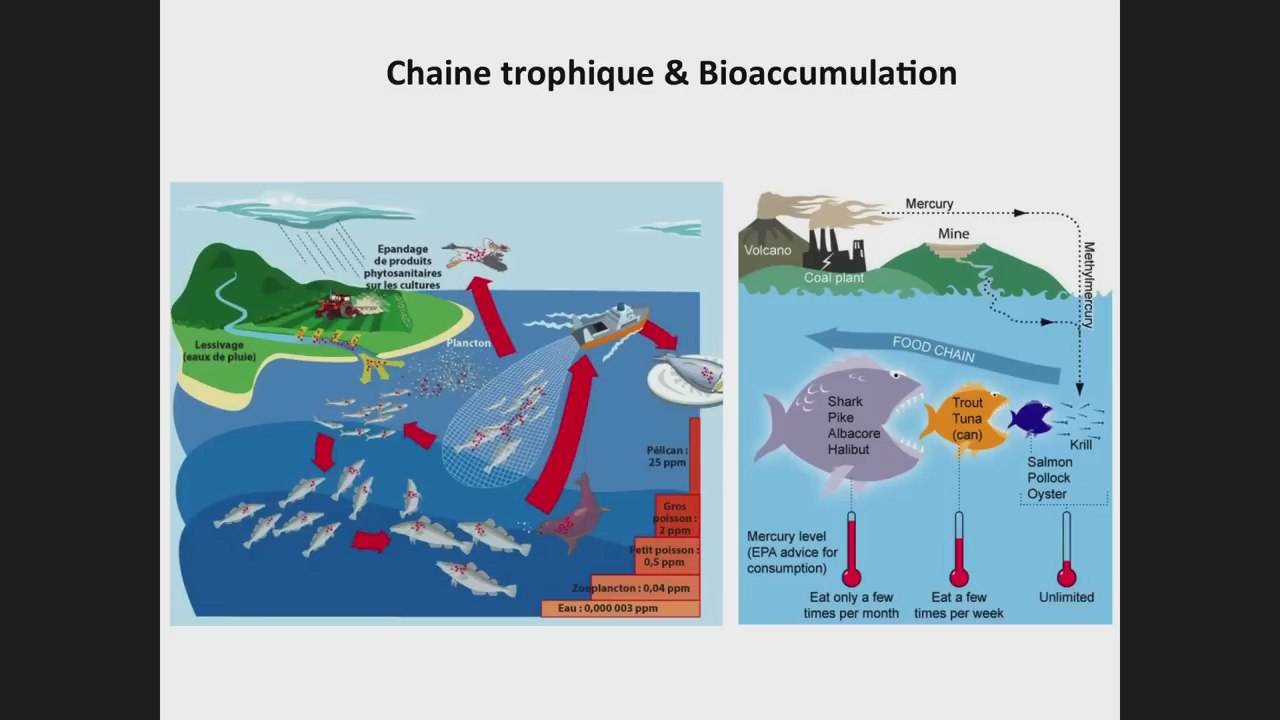 Chaine trophique & Bioaccumulation
Epandage
de produits
phytosanitaires
sur les cultures
Lessivage
(eaux de pluie)
Plancton
Pélican :
25 ppm
Gros
poisson :
2 ppm
Petit poisson :
0,5 ppm
Zooplancton : 0,04 ppm
Eau : 0,000 003 ppm
Mercury
Volcano
Coal plant
Mine
Methylmercury
FOOD CHAIN
Shark
Pike
Albacore
Halibut
Trout
Tuna
(can)
Krill
Salmon
Pollock
Oyster
Mercury level
(EPA advice for
consumption)
Eat only a few
times per month
Eat a few
times per week
Unlimited